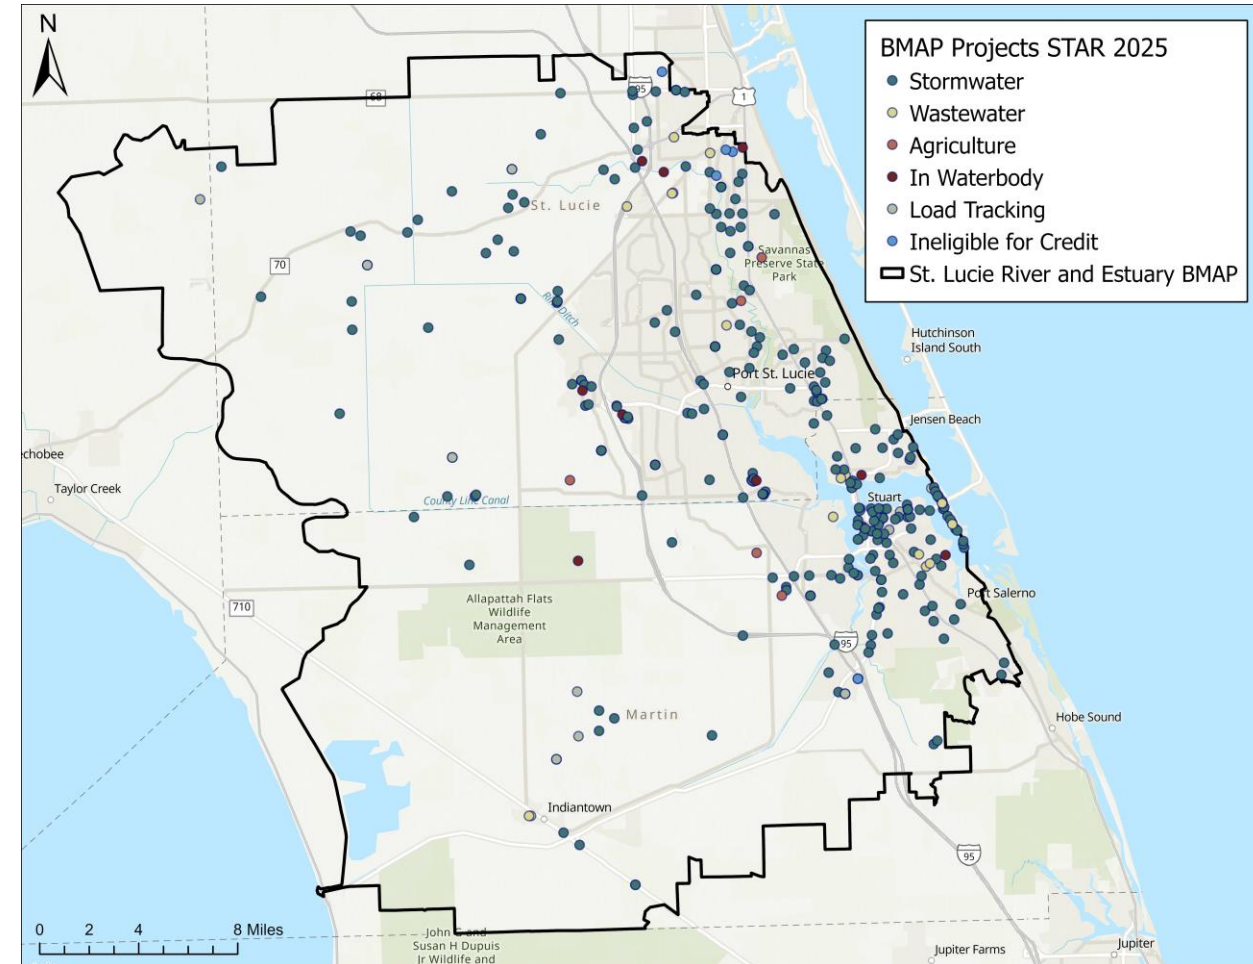 N
BMAP Projects STAR 2025
Stormwater
Wastewater
Agriculture
In Waterbody
Load Tracking
Ineligible for Credit
St. Lucie River and Estuary BMAP
95
1
68
St. Lucie
70
Savannas
Preserve State
Park
Hutchinson
Island South
Port St. Lucie
Jensen Beach
echobee
Taylor Creek
County Line Canal
Stuart
710
Allapattah Flats
Wildlife
Management
Area
Port Salerno
95
Martin
Hobe Sound
Indiantown
95
0 2 4 8 Miles
Susan H Dupuis
Jr Wildlife and
Jupiter Farms
Jupiter